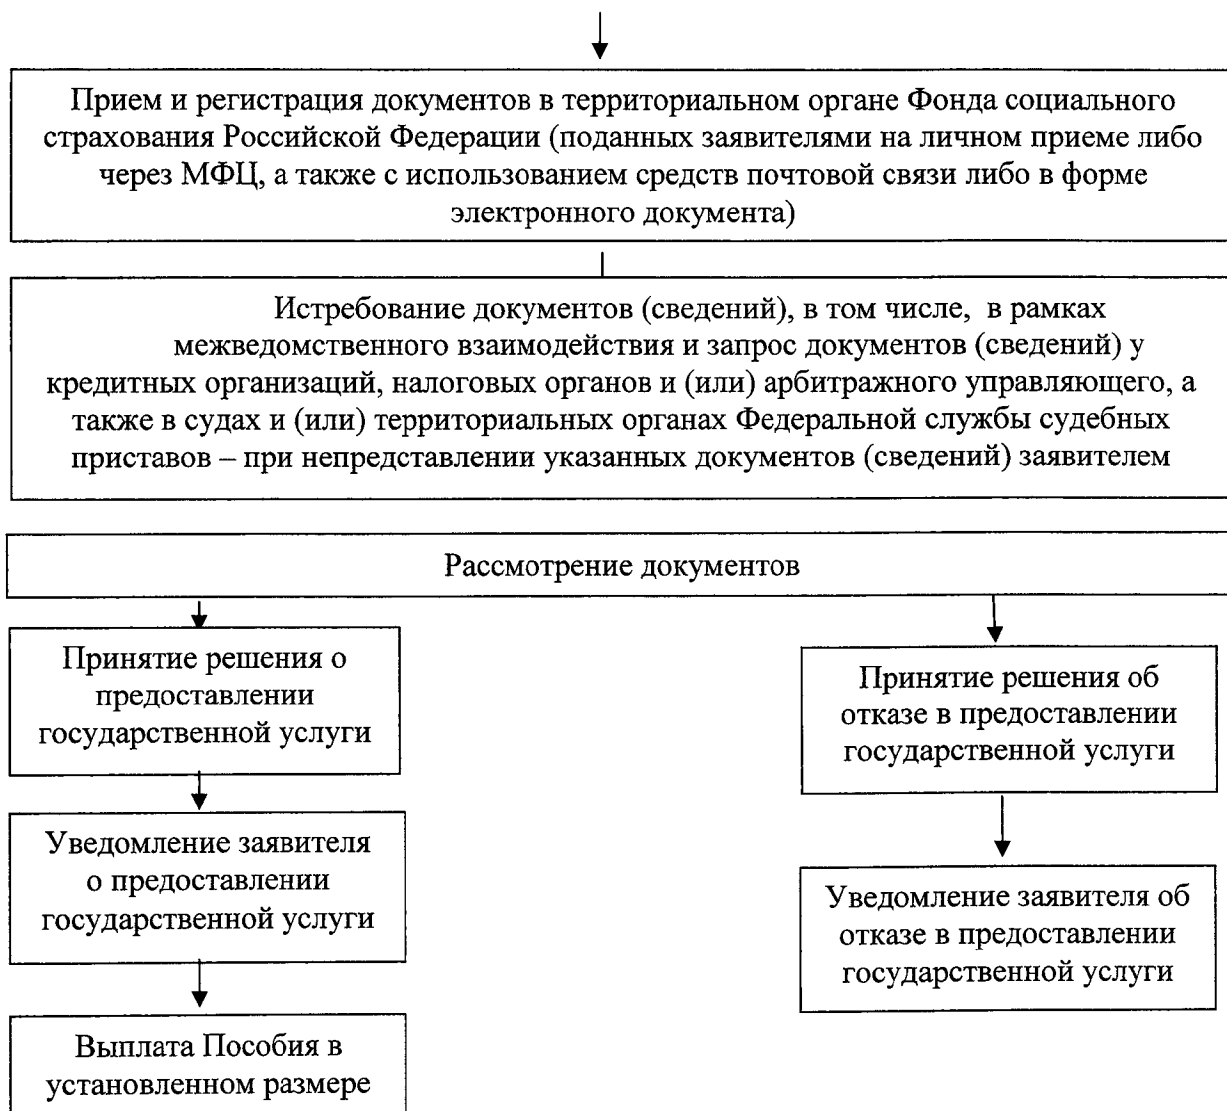 Прием и регистрация документов в территориальном органе Фонда социального
страхования Российской Федерации (поданных заявителями на личном приеме либо
через МФЦ, а также с использованием средств почтовой связи либо в форме
электронного документа)
Истребование документов (сведений), в том числе, в рамках
межведомственного взаимодействия и запрос документов (сведений) у
кредитных организаций, налоговых органов и (или) арбитражного управляющего, а
также в судах и (или) территориальных органах Федеральной службы судебных
приставов – при непредставлении указанных документов (сведений) заявителем
Рассмотрение документов
Принятие решения о
предоставлении
государственной услуги
Уведомление заявителя
о предоставлении
государственной услуги
Выплата Пособия в
установленном размере
Принятие решения об
отказе в предоставлении
государственной услуги
Уведомление заявителя об
отказе в предоставлении
государственной услуги